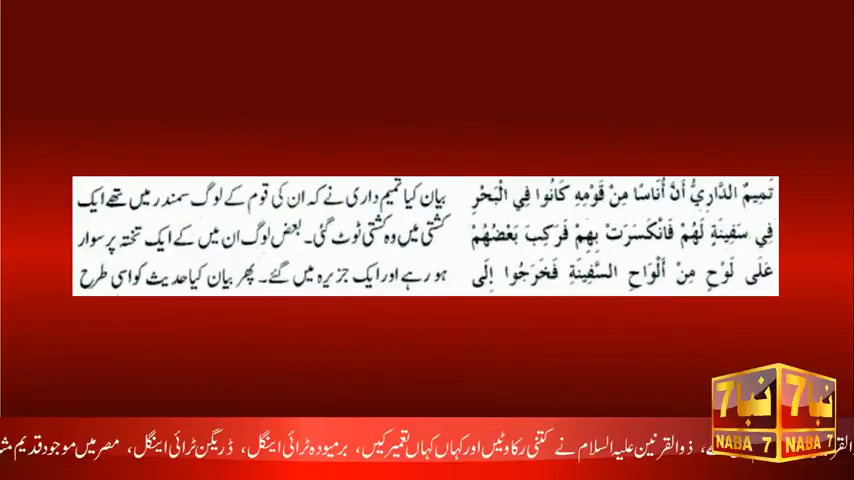 تَمِيمٌ الدَّارِيُّ أَنَّ أُنَاسًا مِنْ قَوْمِهِ كَانُوا فِي الْبَحْرِ
فِي سَفِينَةٍ لَهُمْ فَانْكَسَرَتْ بِهِمْ فَرَكِبَ بَعْضُهُمْ
عَلَى لَوْحٍ مِنْ أَلْوَاحِ السَّفِينَةِ فَخَرَجُوا إِلَى
بیان کیا تمیم داری نے کہ ان کی قوم کے لوگ سمندر میں تھے ایک
کشتی میں وہ کشتی ٹوٹ گئی۔ بعض لوگ ان میں کے ایک تختہ پر سوار
ہو رہے اور ایک جزیرہ میں گئے۔ پھر بیان کیا حدیث کو اسی طرح
نبا 7
NABA 7
نبا 7
NABA 7
ذوالقرنین علیہ السلام نے کتنی رکاوٹیں اور کہاں کہاں تعمیر کیں، برمودہ ٹرائی اینگل، ڈریگن ٹرائی اینگل، مصر میں موجود قدیم